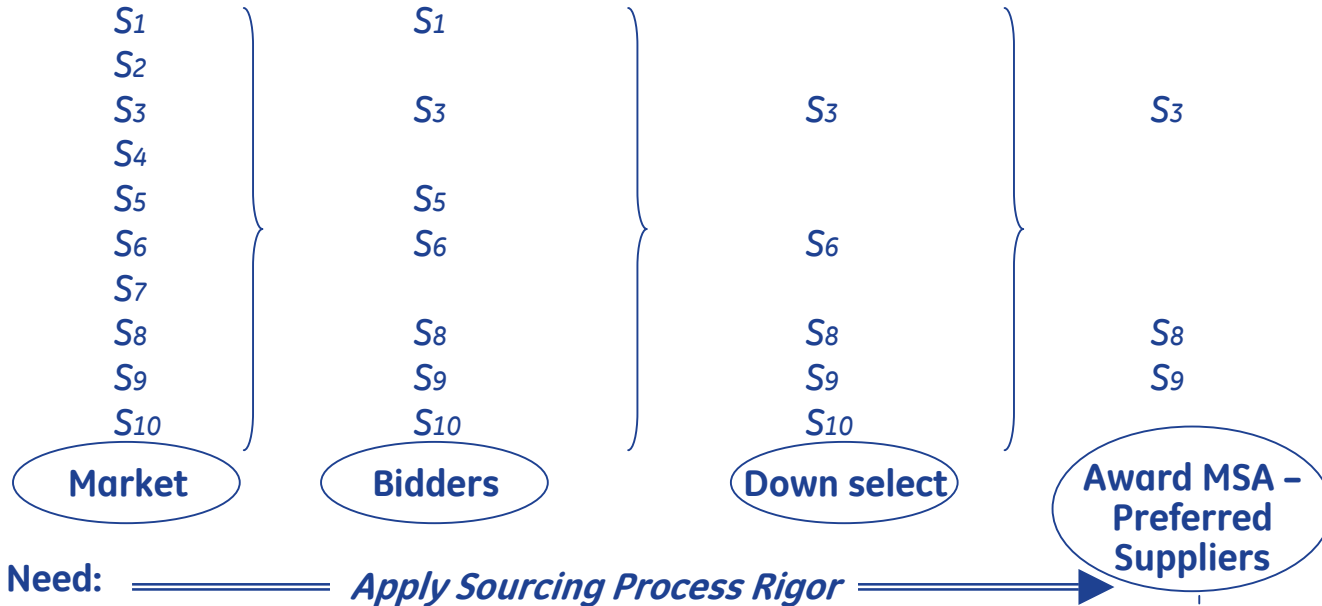 S1 S1
S2
S3 S3 S3 S3
S4
S5 S5
S6 S6 S6
S7
S8 S8 S8 S8
S9 S9 S9 S9
S10 S10 S10
Market Bidders Down select Award MSA –
Preferred
Suppliers
Need: Apply Sourcing Process Rigor